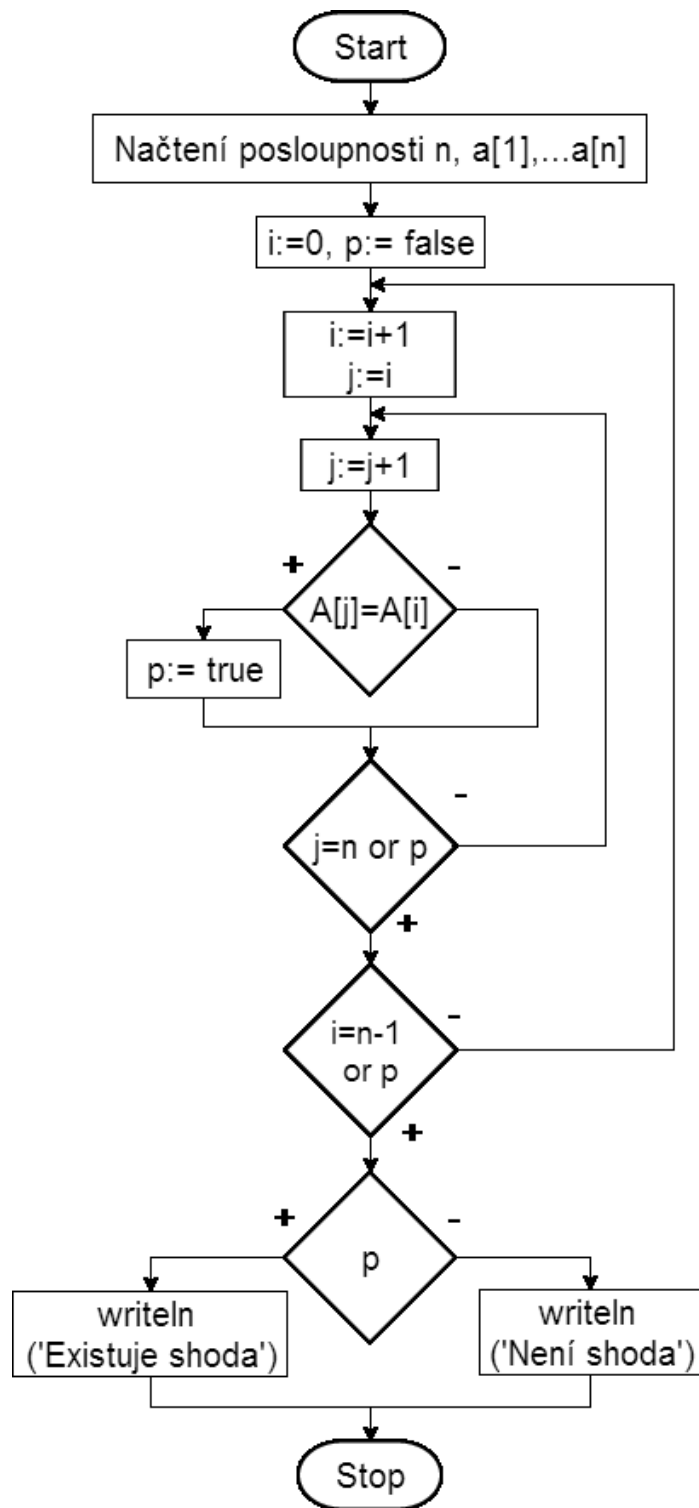 Start
Načtení posloupnosti n, a[1],...a[n]
i:=0, p:= false
i:=i+1
j:=i
j:=j+1
+
-
A[j]=A[i]
p:= true
-
j=n or p
+
-
i=n-1
or p
+
+
-
p
writeln
('Existuje shoda')
writeln
('Není shoda')
Stop